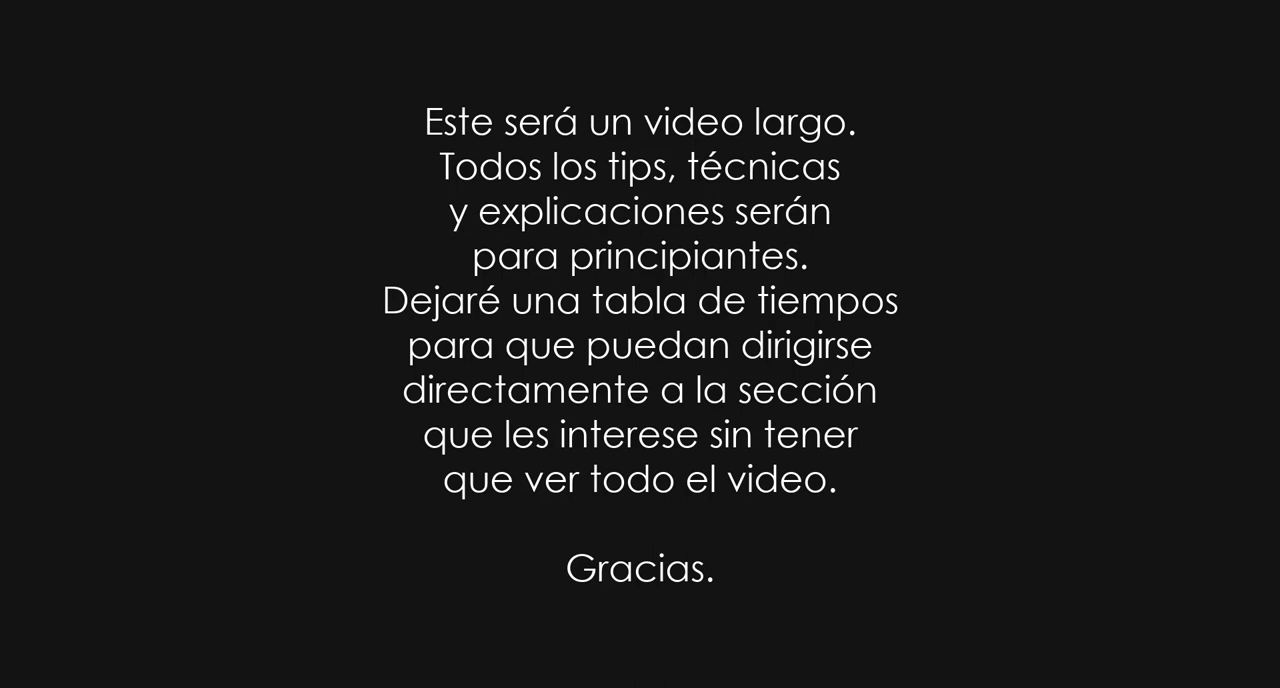 Este será un video largo.
Todos los tips, técnicas
y explicaciones serán
para principiantes.
Dejaré una tabla de tiempos
para que puedan dirigirse
directamente a la sección
que les interese sin tener
que ver todo el video.
Gracias.